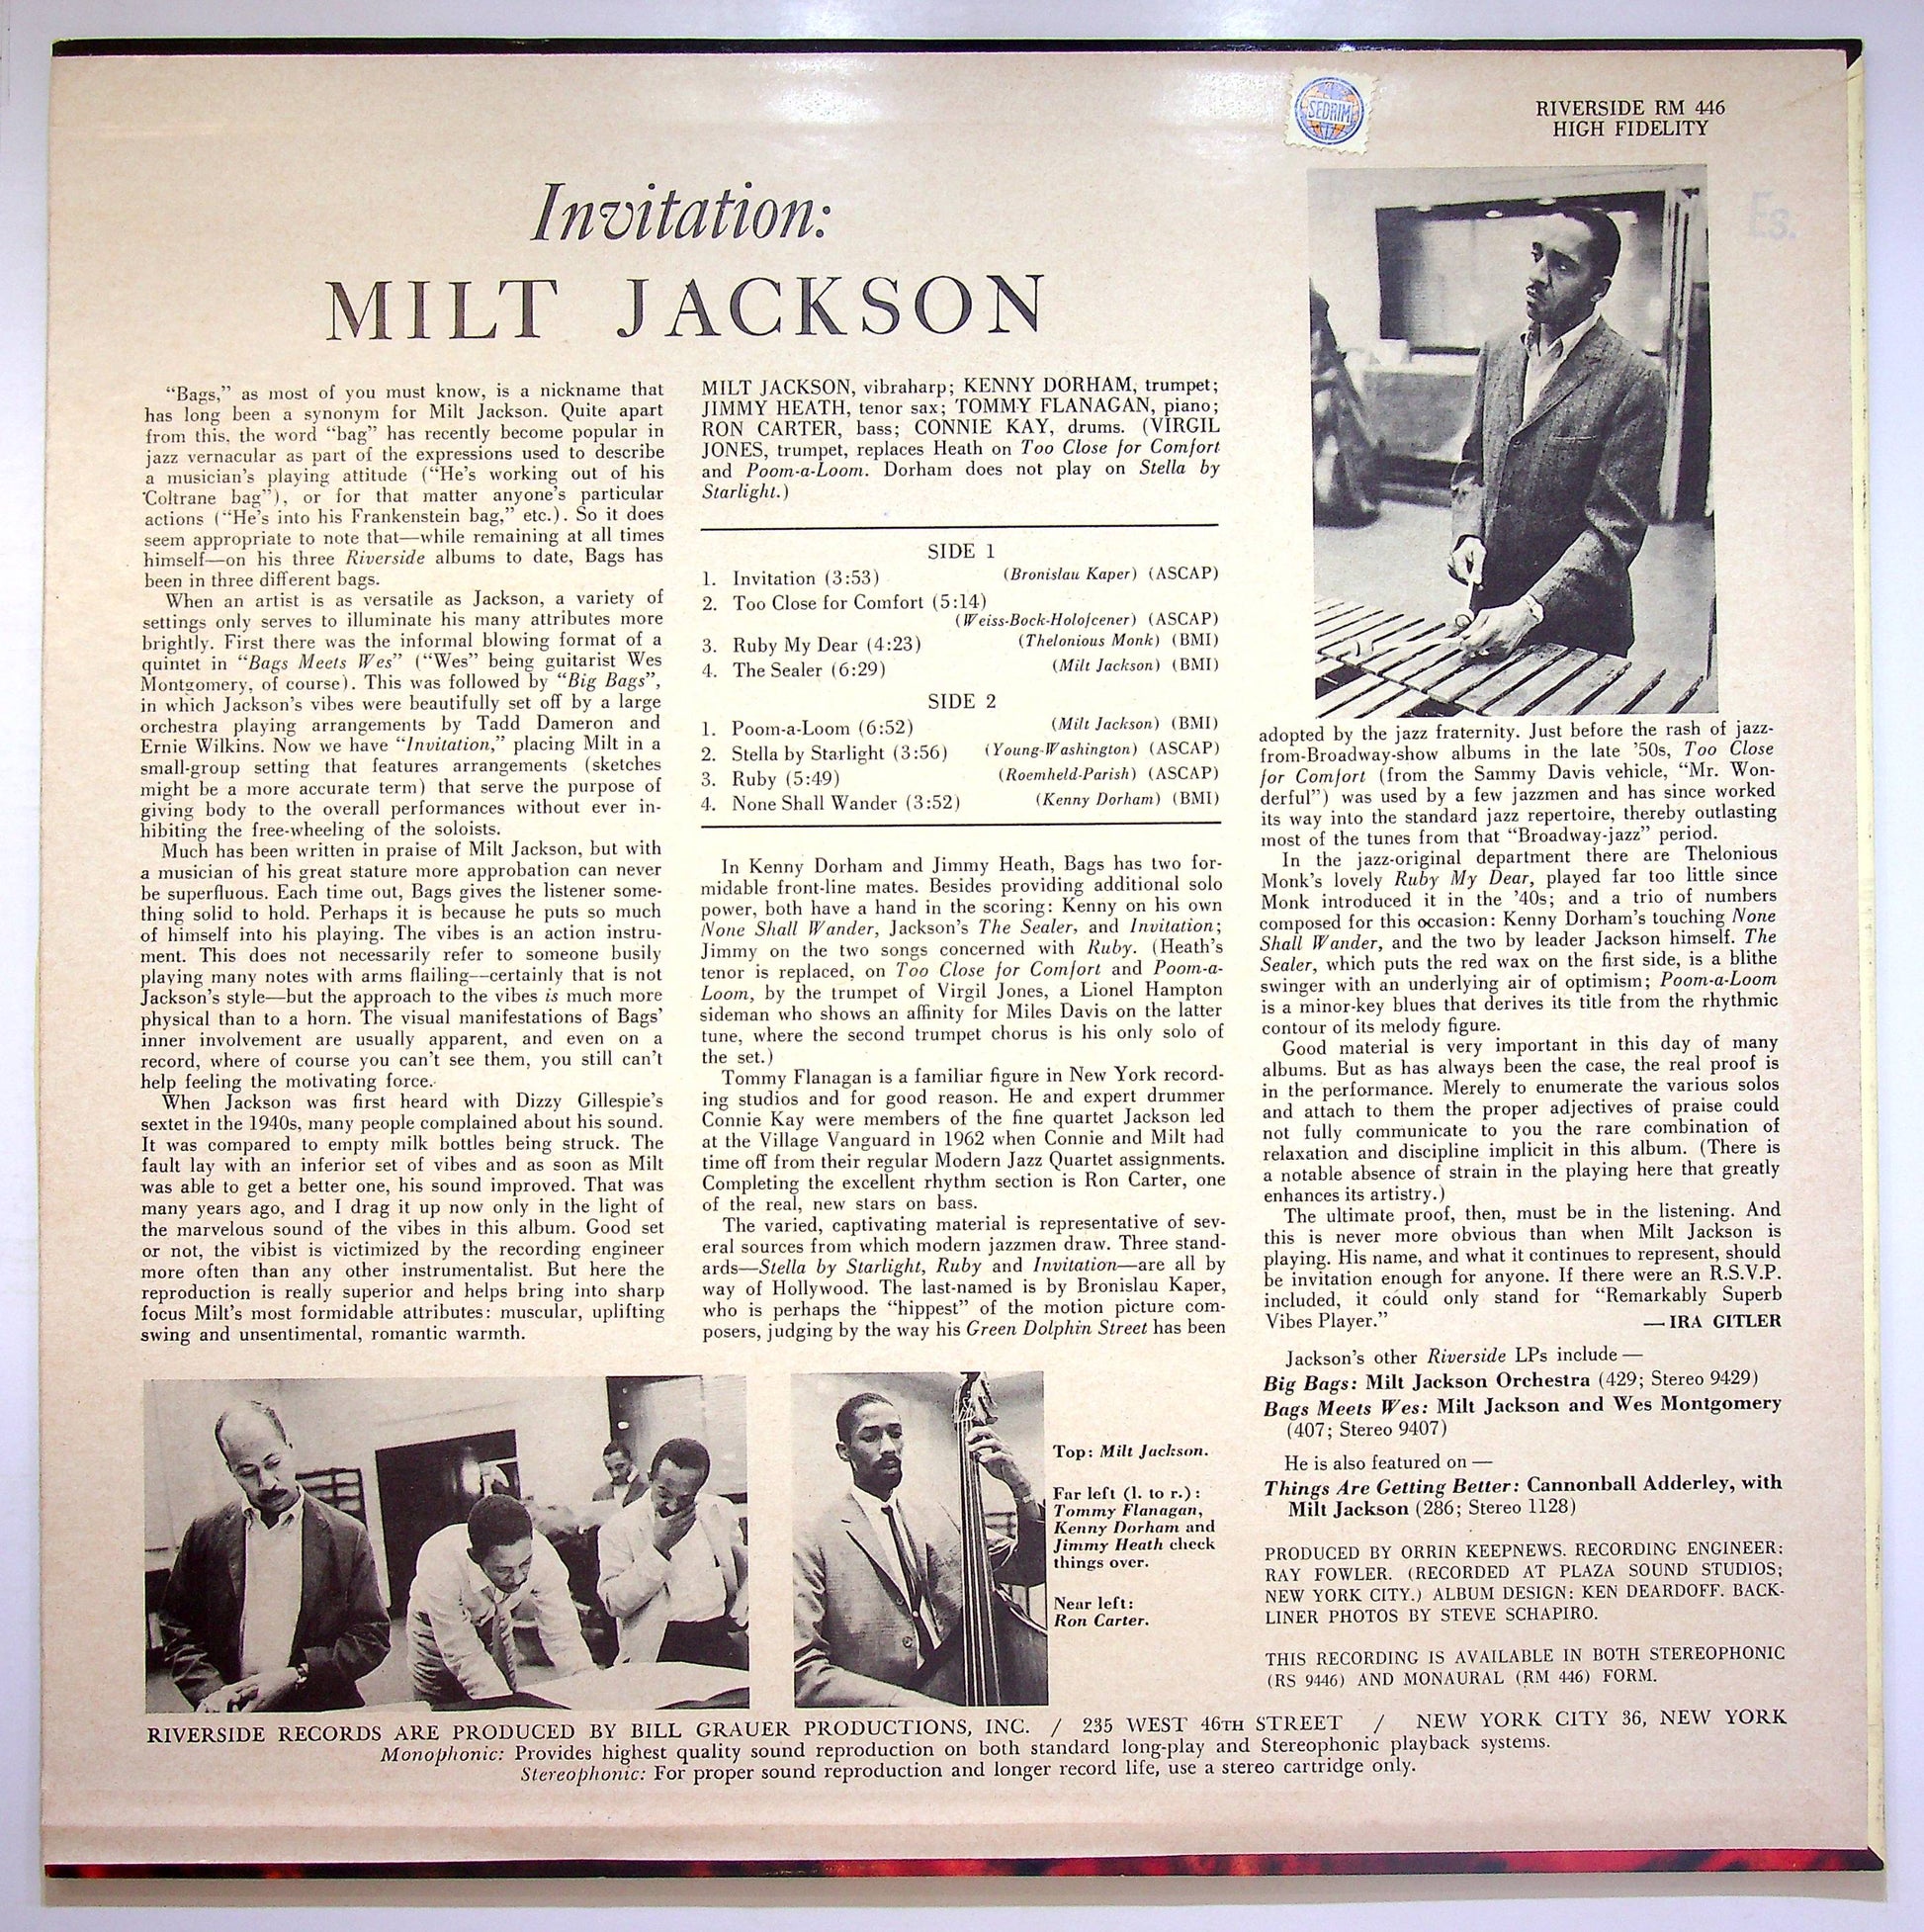 SEDRIM
RIVERSIDE RM 446
HIGH FIDELITY
Es.
Invitation:
MILT JACKSON
“Bags,” as most of you must know, is a nickname that
has long been a synonym for Milt Jackson. Quite apart
from this, the word “bag” has recently become popular in
jazz vernacular as part of the expressions used to describe
a musician's playing attitude (“He's working out of his
‘Coltrane bag”), or for that matter anyone's particular
actions (“He's into his Frankenstein bag,” etc.). So it does
seem appropriate to note that—while remaining at all times
himself—on his three Riverside albums to date, Bags has
been in three different bags.
When an artist is as versatile as Jackson, a variety of
settings only serves to illuminate his many attributes more
brightly. First there was the informal blowing format of a
quintet in “Bags Meets Wes” (“Wes” being guitarist Wes
Montgomery, of course). This was followed by “Big Bags”,
in which Jackson's vibes were beautifully set off by a large
orchestra playing arrangements by Tadd Dameron and
Ernie Wilkins. Now we have “Invitation,” placing Milt in a
small-group setting that features arrangements (sketches
might be a more accurate term) that serve the purpose of
giving body to the overall performances without ever in-
hibiting the free-wheeling of the soloists.
Much has been written in praise of Milt Jackson, but with
a musician of his great stature more approbation can never
be superfluous. Each time out, Bags gives the listener some-
thing solid to hold. Perhaps it is because he puts so much
of himself into his playing. The vibes is an action instru-
ment. This does not necessarily refer to someone busily
playing many notes with arms flailing—certainly that is not
Jackson's style—but the approach to the vibes is much more
physical than to a horn. The visual manifestations of Bags'
inner involvement are usually apparent, and even on a
record, where of course you can't see them, you still can't
help feeling the motivating force.
When Jackson was first heard with Dizzy Gillespie's
sextet in the 1940s, many people complained about his sound.
It was compared to empty milk bottles being struck. The
fault lay with an inferior set of vibes and as soon as Milt
was able to get a better one, his sound improved. That was
many years ago, and I drag it up now only in the light of
the marvelous sound of the vibes in this album. Good set
or not, the vibist is victimized by the recording engineer
more often than any other instrumentalist. But here the
reproduction is really superior and helps bring into sharp
focus Milt's most formidable attributes: muscular, uplifting
swing and unsentimental, romantic warmth.
MILT JACKSON, vibraharp; KENNY DORHAM, trumpet;
JIMMY HEATH, tenor sax; TOMMY FLANAGAN, piano;
RON CARTER, bass; CONNIE KAY, drums. (VIRGIL
JONES, trumpet, replaces Heath on Too Close for Comfort
and Poom-a-Loom. Dorham does not play on Stella by
Starlight.)
SIDE 1
1. Invitation (3:53) (Bronislau Kaper) (ASCAP)
2. Too Close for Comfort (5:14)
(Weiss-Bock-Holofcener) (ASCAP)
3. Ruby My Dear (4:23) (Thelonious Monk) (BMI)
4. The Sealer (6:29) (Milt Jackson) (BMI)
SIDE 2
1. Poom-a-Loom (6:52) (Milt Jackson) (BMI)
2. Stella by Starlight (3:56) (Young-Washington) (ASCAP)
3. Ruby (5:49) (Roemheld-Parish) (ASCAP)
4. None Shall Wander (3:52) (Kenny Dorham) (BMI)
In Kenny Dorham and Jimmy Heath, Bags has two for-
midable front-line mates. Besides providing additional solo
power, both have a hand in the scoring: Kenny on his own
None Shall Wander, Jackson's The Sealer, and Invitation;
Jimmy on the two songs concerned with Ruby. (Heath's
tenor is replaced, on Too Close for Comfort and Poom-a-
Loom, by the trumpet of Virgil Jones, a Lionel Hampton
sideman who shows an affinity for Miles Davis on the latter
tune, where the second trumpet chorus is his only solo of
the set.)
Tommy Flanagan is a familiar figure in New York record-
ing studios and for good reason. He and expert drummer
Connie Kay were members of the fine quartet Jackson led
at the Village Vanguard in 1962 when Connie and Milt had
time off from their regular Modern Jazz Quartet assignments.
Completing the excellent rhythm section is Ron Carter, one
of the real, new stars on bass.
The varied, captivating material is representative of sev-
eral sources from which modern jazzmen draw. Three stand-
ards—Stella by Starlight, Ruby and Invitation—are all by
way of Hollywood. The last-named is by Bronislau Kaper,
who is perhaps the “hippest” of the motion picture com-
posers, judging by the way his Green Dolphin Street has been
adopted by the jazz fraternity. Just before the rash of jazz-
from-Broadway-show albums in the late '50s, Too Close
for Comfort (from the Sammy Davis vehicle, “Mr. Won-
derful”) was used by a few jazzmen and has since worked
its way into the standard jazz repertoire, thereby outlasting
most of the tunes from that “Broadway-jazz” period.
In the jazz-original department there are Thelonious
Monk's lovely Ruby My Dear, played far too little since
Monk introduced it in the '40s; and a trio of numbers
composed for this occasion: Kenny Dorham's touching None
Shall Wander, and the two by leader Jackson himself. The
Sealer, which puts the red wax on the first side, is a blithe
swinger with an underlying air of optimism; Poom-a-Loom
is a minor-key blues that derives its title from the rhythmic
contour of its melody figure.
Good material is very important in this day of many
albums. But as has always been the case, the real proof is
in the performance. Merely to enumerate the various solos
and attach to them the proper adjectives of praise could
not fully communicate to you the rare combination of
relaxation and discipline implicit in this album. (There is
a notable absence of strain in the playing here that greatly
enhances its artistry.)
The ultimate proof, then, must be in the listening. And
this is never more obvious than when Milt Jackson is
playing. His name, and what it continues to represent, should
be invitation enough for anyone. If there were an R.S.V.P.
included, it could only stand for “Remarkably Superb
Vibes Player.” —IRA GITLER
Jackson's other Riverside LPs include—
Big Bags: Milt Jackson Orchestra (429; Stereo 9429)
Bags Meets Wes: Milt Jackson and Wes Montgomery
(407; Stereo 9407)
He is also featured on—
Things Are Getting Better: Cannonball Adderley, with
Milt Jackson (286; Stereo 1128)
PRODUCED BY ORRIN KEEPNEWS. RECORDING ENGINEER:
RAY FOWLER. (RECORDED AT PLAZA SOUND STUDIOS;
NEW YORK CITY.) ALBUM DESIGN: KEN DEARDOFF. BACK-
LINER PHOTOS BY STEVE SCHAPIRO.
THIS RECORDING IS AVAILABLE IN BOTH STEREOPHONIC
(RS 9446) AND MONAURAL (RM 446) FORM.
Top: Milt Jackson.
Far left (l. to r.):
Tommy Flanagan,
Kenny Dorham and
Jimmy Heath check
things over.
Near left:
Ron Carter.
RIVERSIDE RECORDS ARE PRODUCED BY BILL GRAUER PRODUCTIONS, INC. / 235 WEST 46TH STREET / NEW YORK CITY 36, NEW YORK
Monophonic: Provides highest quality sound reproduction on both standard long-play and Stereophonic playback systems.
Stereophonic: For proper sound reproduction and longer record life, use a stereo cartridge only.